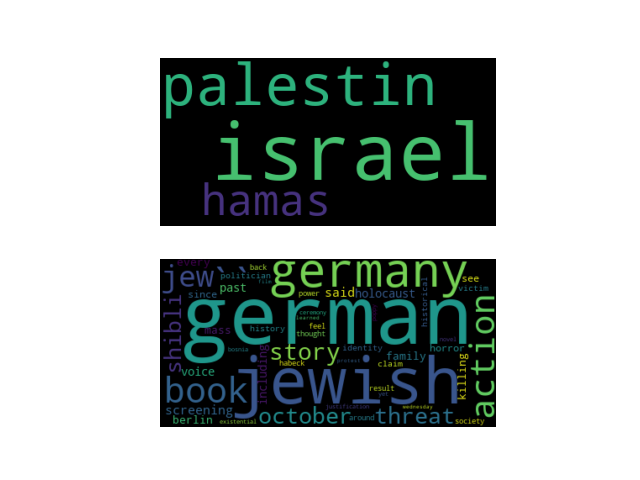 palestin
israel
hamas
every back
jew`` politician germany see
file
since past power said holocaust victim
german
shibli mass history ceremony learned historical action
feel
thought
story identity horror
bosnia family
voice including habeck protest claim killing
book jewish result yet
screening justification wednesday
berlin existential october around threat society